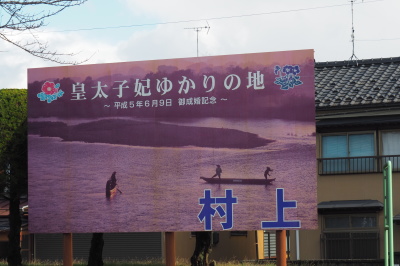 皇太子妃ゆかりの地
～ 平成5年6月9日 御成婚記念 ～
村上